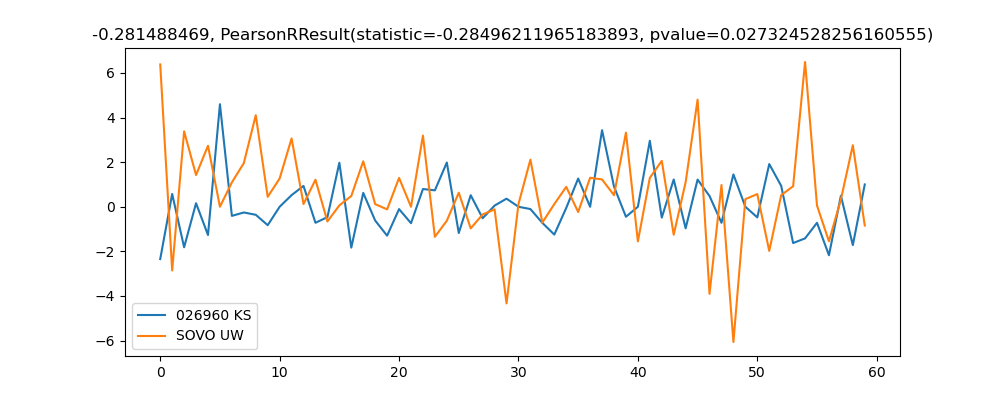 -0.281488469, PearsonRResult(statistic=-0.28496211965183893, pvalue=0.027324528256160555)
6
4
2
0
−2
−4
−6
026960 KS
SOVO UW
0 10 20 30 40 50 60